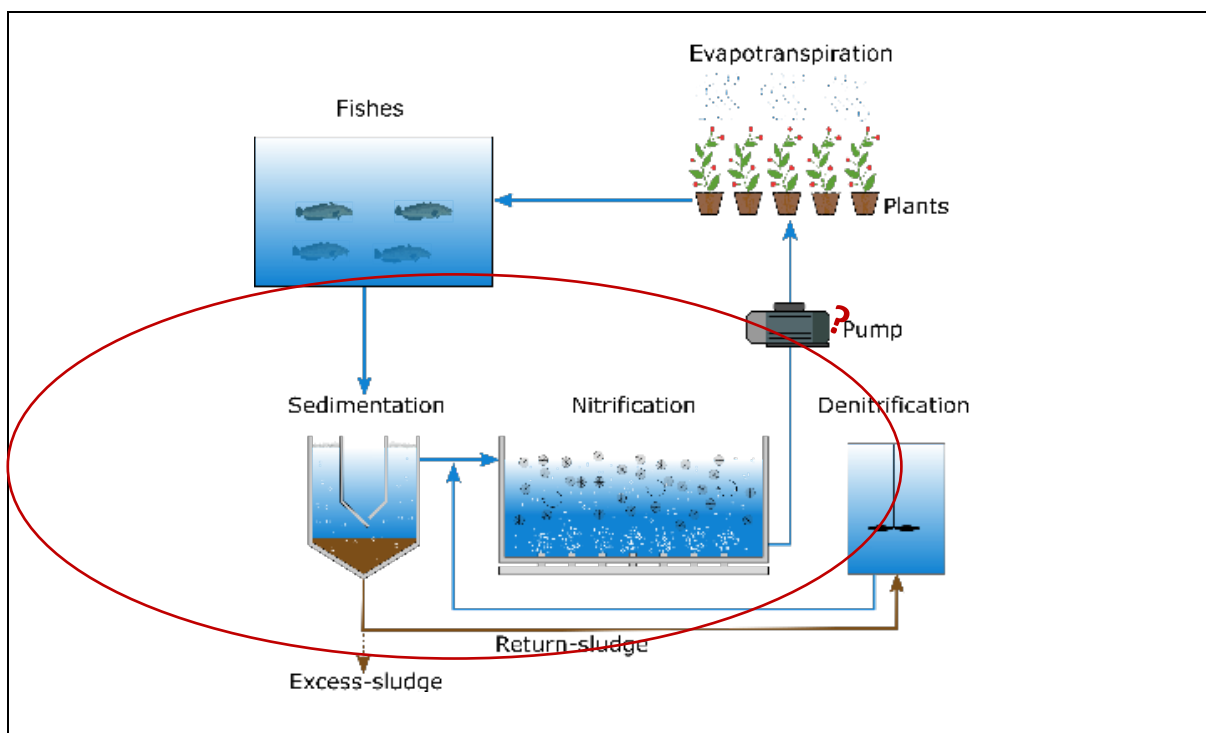 Evapotranspiration
Fishes
Plants
?
Pump
Sedimentation
Nitrification
Denitrification
Return-sludge
Excess-sludge